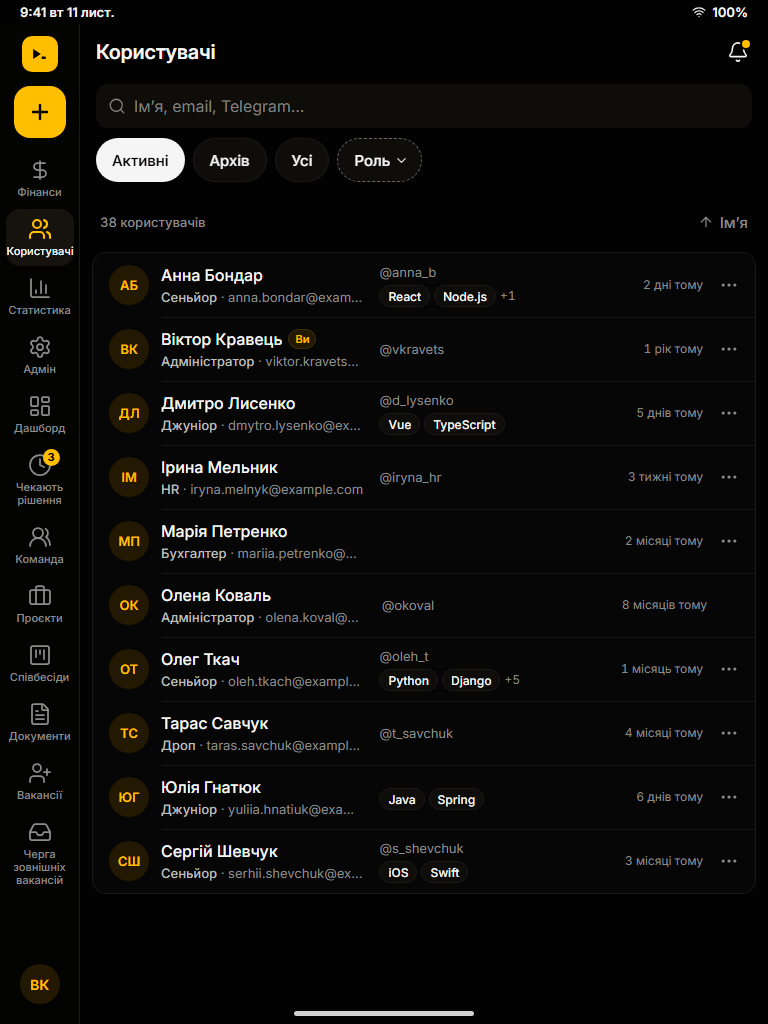 9:41 вт 11 лист.
100%
Користувачі
Ім’я, email, Telegram...
Активні
Архів
Усі
Роль
38 користувачів
Ім’я
Фінанси
Користувачі
Статистика
Адмін
Дашборд
3
Чекають
рішення
Команда
Проєкти
Співбесіди
Документи
Вакансії
Черга
зовнішніх
вакансій
ВК
АБ
Анна Бондар
Сеньйор · anna.bondar@exam...
@anna_b
React Node.js +1
2 дні тому
ВК
Віктор Кравець Ви
Адміністратор · viktor.kravets...
@vkravets
1 рік тому
ДЛ
Дмитро Лисенко
Джуніор · dmytro.lysenko@ex...
@d_lysenko
Vue TypeScript
5 днів тому
ІМ
Ірина Мельник
HR · iryna.melnyk@example.com
@iryna_hr
3 тижні тому
МП
Марія Петренко
Бухгалтер · mariia.petrenko@...
2 місяці тому
ОК
Олена Коваль
Адміністратор · olena.koval@...
@okoval
8 місяців тому
ОТ
Олег Ткач
Сеньйор · oleh.tkach@exampl...
@oleh_t
Python Django +5
1 місяць тому
ТС
Тарас Савчук
Дроп · taras.savchuk@exampl...
@t_savchuk
4 місяці тому
ЮГ
Юлія Гнатюк
Джуніор · yuliia.hnatiuk@exa...
Java Spring
6 днів тому
СШ
Сергій Шевчук
Сеньйор · serhii.shevchuk@ex...
@s_shevchuk
iOS Swift
3 місяці тому